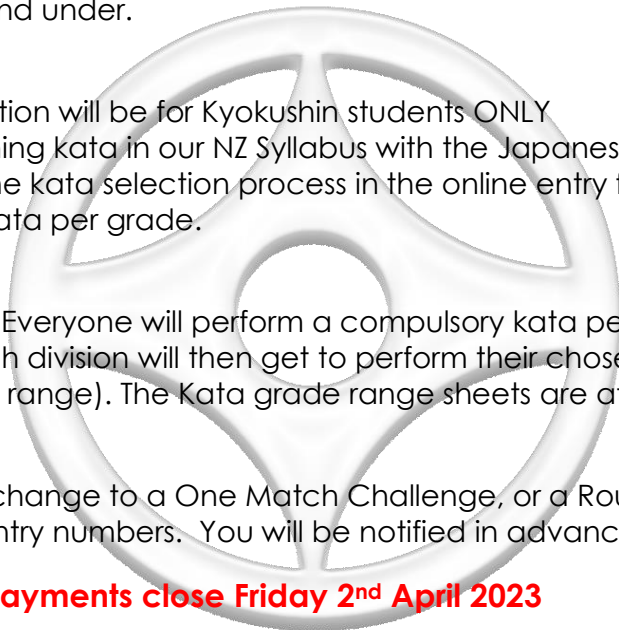 nd under.
tion will be for Kyokushin students ONLY
ing kata in our NZ Syllabus with the Japanes
e kata selection process in the online entry f
ata per grade.
Everyone will perform a compulsory kata pe
h division will then get to perform their chose
range). The Kata grade range sheets are at
change to a One Match Challenge, or a Rou
ntry numbers. You will be notified in advanc
ayments close Friday 2nd April 2023